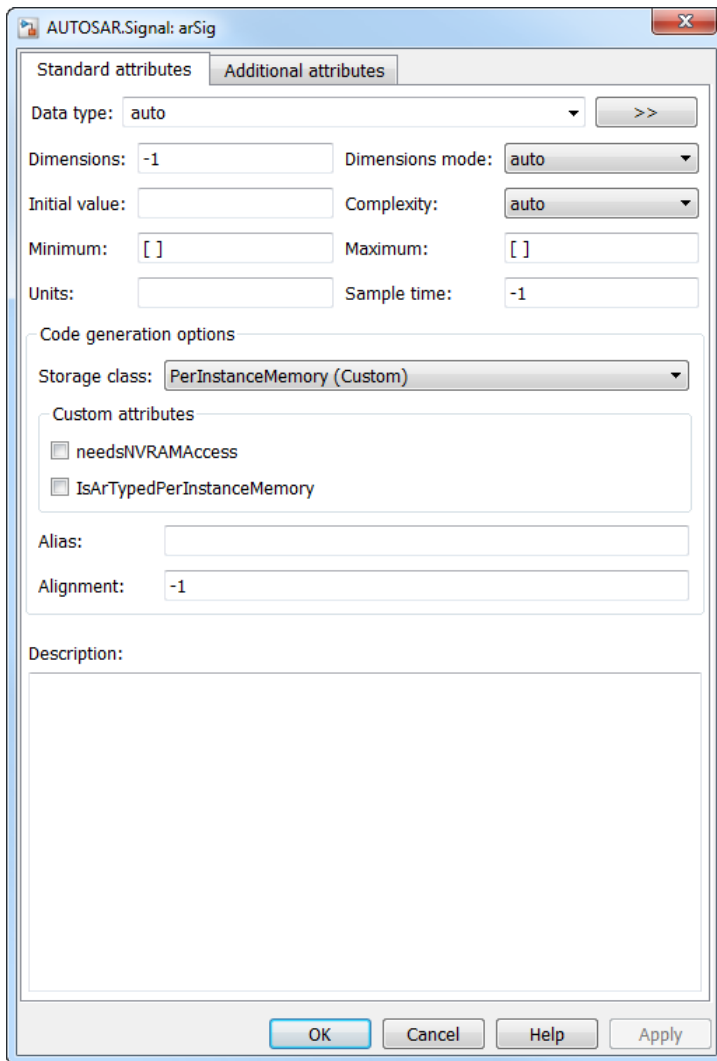 AUTOSAR.Signal: arSig
x
Standard attributes Additional attributes
Data type: auto >>
Dimensions: -1 Dimensions mode: auto
Initial value: Complexity: auto
Minimum: [ ] Maximum: [ ]
Units: Sample time: -1
Code generation options
Storage class: PerInstanceMemory (Custom)
Custom attributes
needsNVRAMAccess
IsArTypedPerInstanceMemory
Alias:
Alignment: -1
Description:
OK Cancel Help Apply